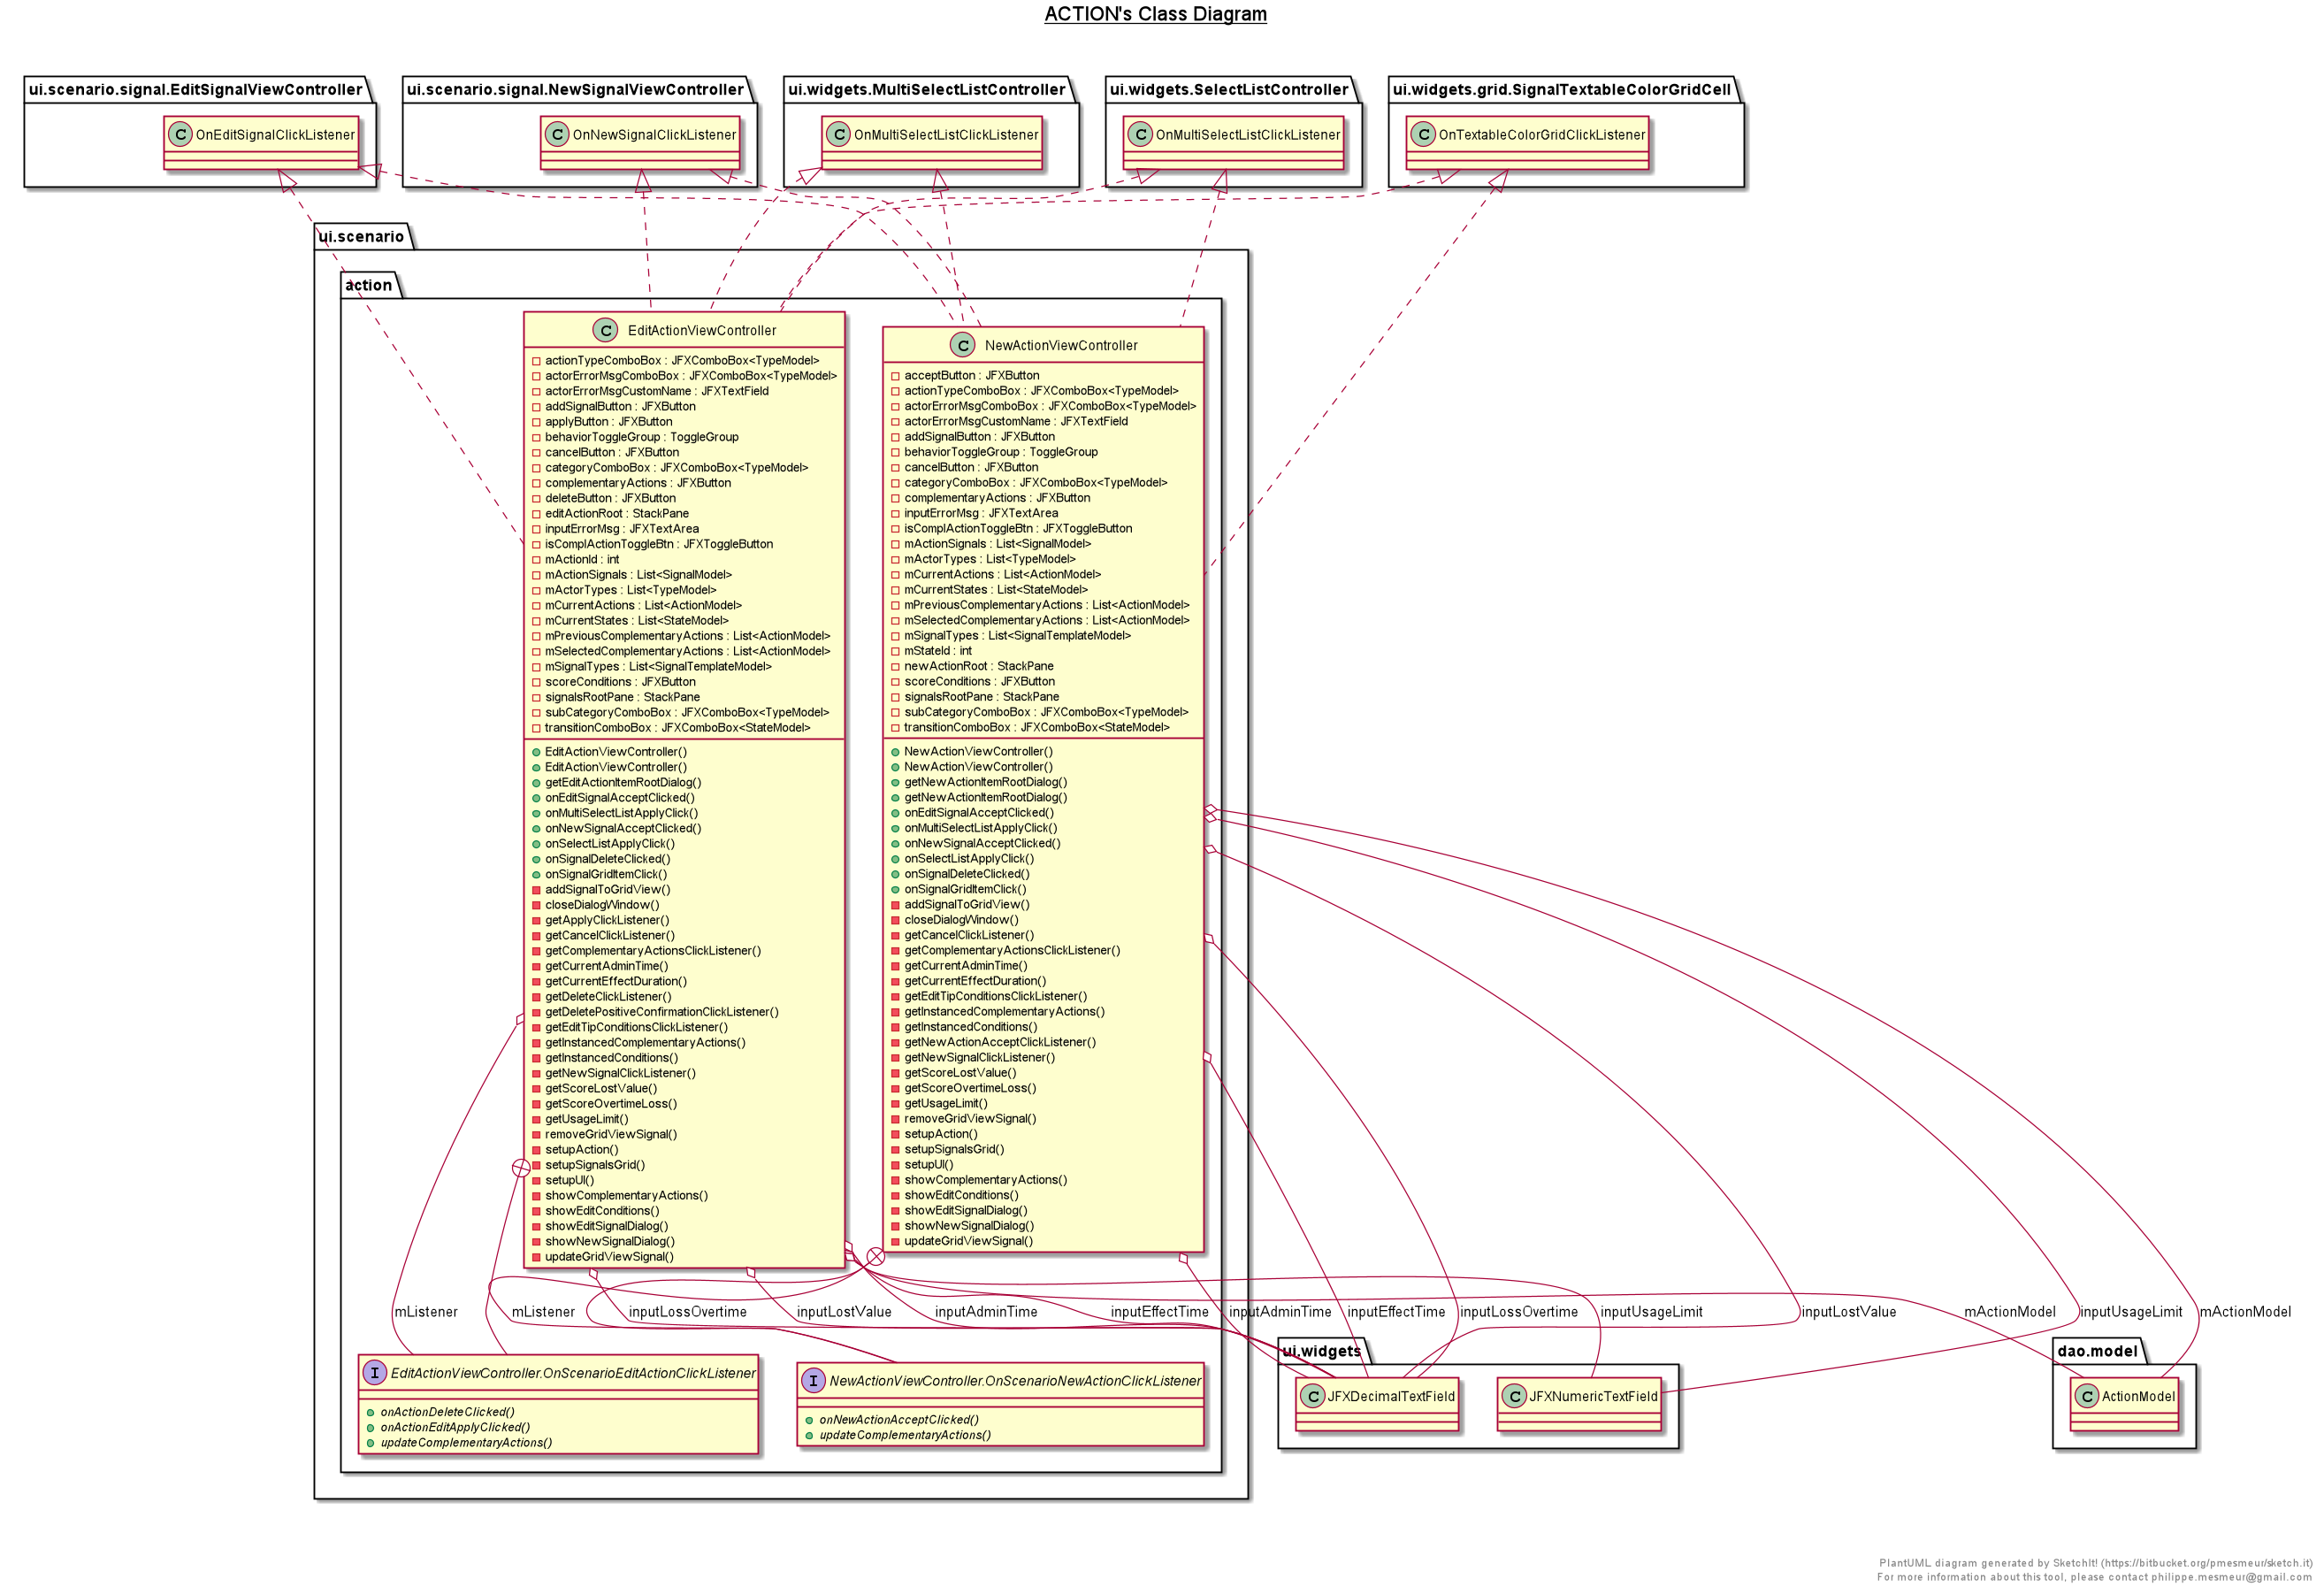 ACTION's Class Diagram
ui.scenario.signal.EditSignalViewController
C OnEditSignalClickListener
ui.scenario.signal.NewSignalViewController
C OnNewSignalClickListener
ui.widgets.MultiSelectListController
C OnMultiSelectListClickListener
ui.widgets.SelectListController
C OnMultiSelectListClickListener
ui.widgets.grid.SignalTextableColorGridCell
C OnTextableColorGridClickListener
ui.scenario
action
C EditActionViewController
actionTypeComboBox : JFXComboBox<TypeModel>
actorErrorMsgComboBox : JFXComboBox<TypeModel>
actorErrorMsgCustomName : JFXTextField
addSignalButton : JFXButton
applyButton : JFXButton
behaviorToggleGroup : ToggleGroup
cancelButton : JFXButton
categoryComboBox : JFXComboBox<TypeModel>
complementaryActions : JFXButton
deleteButton : JFXButton
editActionRoot : StackPane
inputErrorMsg : JFXTextArea
isComplActionToggleBtn : JFXToggleButton
mActionId : int
mActionSignals : List<SignalModel>
mActorTypes : List<TypeModel>
mCurrentActions : List<ActionModel>
mCurrentStates : List<StateModel>
mPreviousComplementaryActions : List<ActionModel>
mSelectedComplementaryActions : List<ActionModel>
mSignalTypes : List<SignalTemplateModel>
scoreConditions : JFXButton
signalsRootPane : StackPane
subCategoryComboBox : JFXComboBox<TypeModel>
transitionComboBox : JFXComboBox<StateModel>
EditActionViewController()
EditActionViewController()
getEditActionItemRootDialog()
onEditSignalAcceptClicked()
onMultiSelectListApplyClick()
onNewSignalAcceptClicked()
onSelectListApplyClick()
onSignalDeleteClicked()
onSignalGridItemClick()
addSignalToGridView()
closeDialogWindow()
getApplyClickListener()
getCancelClickListener()
getComplementaryActionsClickListener()
getCurrentAdminTime()
getCurrentEffectDuration()
getDeleteClickListener()
getDeletePositiveConfirmationClickListener()
getEditTipConditionsClickListener()
getInstancedComplementaryActions()
getInstancedConditions()
getNewSignalClickListener()
getScoreLostValue()
getScoreOvertimeLoss()
getUsageLimit()
removeGridViewSignal()
setupAction()
setupSignalsGrid()
setupUI()
showComplementaryActions()
showEditConditions()
showEditSignalDialog()
showNewSignalDialog()
updateGridViewSignal()
C NewActionViewController
acceptButton : JFXButton
actionTypeComboBox : JFXComboBox<TypeModel>
actorErrorMsgComboBox : JFXComboBox<TypeModel>
actorErrorMsgCustomName : JFXTextField
addSignalButton : JFXButton
behaviorToggleGroup : ToggleGroup
cancelButton : JFXButton
categoryComboBox : JFXComboBox<TypeModel>
complementaryActions : JFXButton
inputErrorMsg : JFXTextArea
isComplActionToggleBtn : JFXToggleButton
mActionSignals : List<SignalModel>
mActorTypes : List<TypeModel>
mCurrentActions : List<ActionModel>
mCurrentStates : List<StateModel>
mPreviousComplementaryActions : List<ActionModel>
mSelectedComplementaryActions : List<ActionModel>
mSignalTypes : List<SignalTemplateModel>
mStateId : int
newActionRoot : StackPane
scoreConditions : JFXButton
signalsRootPane : StackPane
subCategoryComboBox : JFXComboBox<TypeModel>
transitionComboBox : JFXComboBox<StateModel>
NewActionViewController()
NewActionViewController()
getNewActionItemRootDialog()
getNewActionItemRootDialog()
onEditSignalAcceptClicked()
onMultiSelectListApplyClick()
onNewSignalAcceptClicked()
onSelectListApplyClick()
onSignalDeleteClicked()
onSignalGridItemClick()
addSignalToGridView()
closeDialogWindow()
getCancelClickListener()
getComplementaryActionsClickListener()
getCurrentAdminTime()
getCurrentEffectDuration()
getEditTipConditionsClickListener()
getInstancedComplementaryActions()
getInstancedConditions()
getNewActionAcceptClickListener()
getNewSignalClickListener()
getScoreLostValue()
getScoreOvertimeLoss()
getUsageLimit()
removeGridViewSignal()
setupAction()
setupSignalsGrid()
setupUI()
showComplementaryActions()
showEditConditions()
showEditSignalDialog()
showNewSignalDialog()
updateGridViewSignal()
mListener
mListener
inputLossOvertime
inputLostValue
inputAdminTime
inputEffectTime
inputAdminTime
inputEffectTime
inputLossOvertime
inputUsageLimit
inputLostValue
mActionModel
inputUsageLimit
mActionModel
I EditActionViewController.OnScenarioEditActionClickListener
onActionDeleteClicked()
onActionEditApplyClicked()
updateComplementaryActions()
I NewActionViewController.OnScenarioNewActionClickListener
onNewActionAcceptClicked()
updateComplementaryActions()
ui.widgets
C JFXDecimalTextField
C JFXNumericTextField
dao.model
C ActionModel
PlantUML diagram generated by SketchIt! (https://bitbucket.org/pmesmeur/sketch.it)
For more information about this tool, please contact philippe.mesmeur@gmail.com